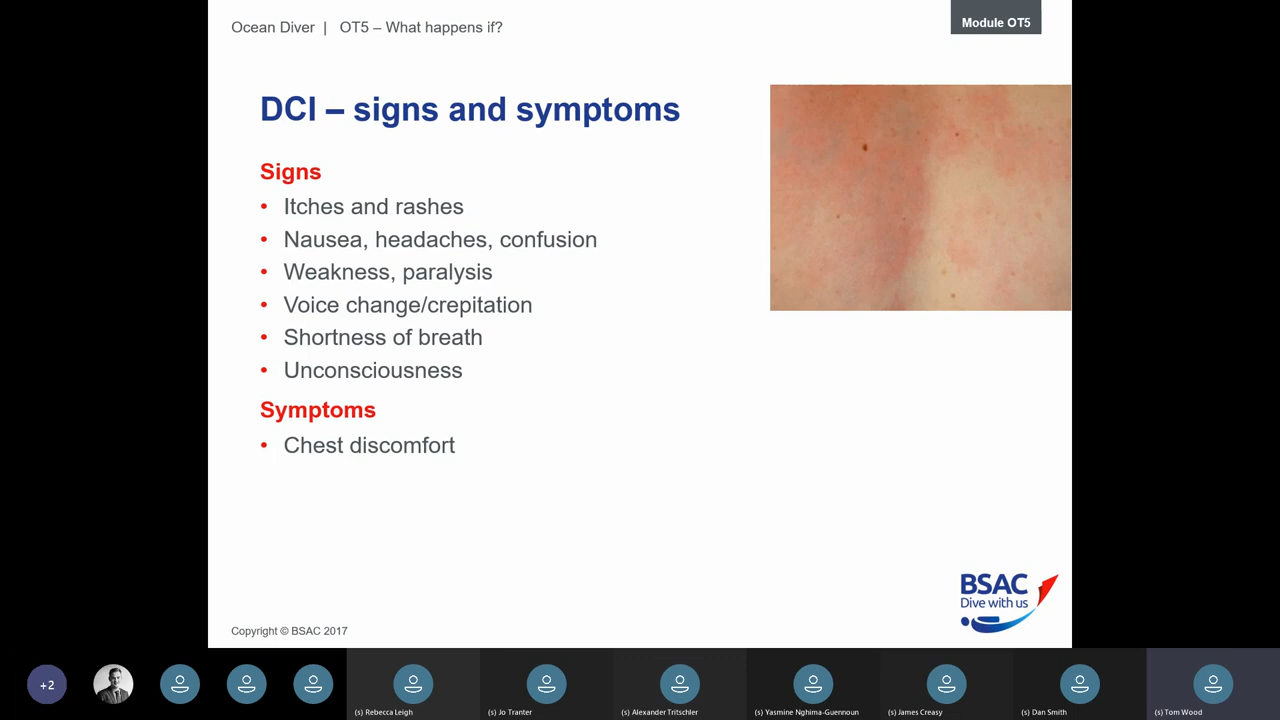 Ocean Diver | OT5 – What happens if?
Module OT5
DCI – signs and symptoms
Signs
• Itches and rashes
• Nausea, headaches, confusion
• Weakness, paralysis
• Voice change/crepitation
• Shortness of breath
• Unconsciousness
Symptoms
• Chest discomfort
BSAC
Dive with us
Copyright © BSAC 2017
+2
(s) Rebecca Leigh
(s) Jo Tranter
(s) Alexander Tritschler
(s) Yasmine Nghima-Guennoun
(s) James Creasy
(s) Dan Smith
(s) Tom Wood